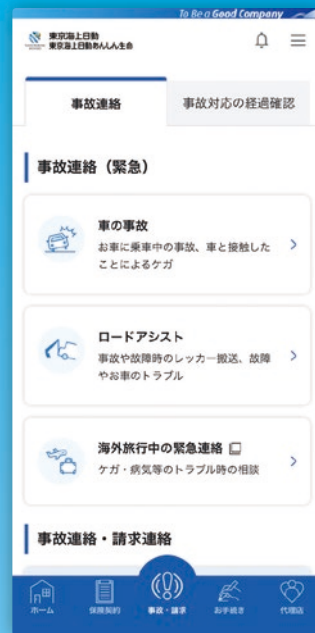 To Be a Good Company
東京海上日動
東京海上日動あんしん生命
事故連絡
事故対応の経過確認
事故連絡（緊急）
車の事故
お車に乗車中の事故、車と接触した
ことによるケガ
ロードアシスト
事故や故障時のレッカー搬送、故障
やお車のトラブル
海外旅行中の緊急連絡
ケガ・病気等のトラブル時の相談
事故連絡・請求連絡
ホーム
保険契約
事故・請求
お手続き
代理店